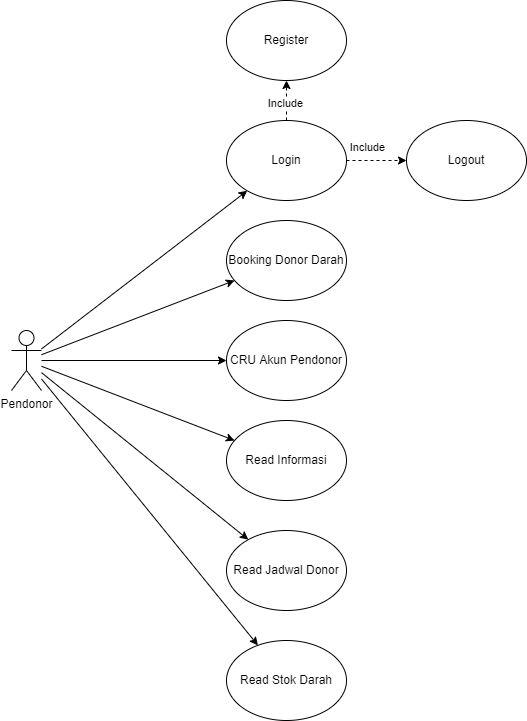 Register
Include
Login
Include
Logout
Booking Donor Darah
CRU Akun Pendonor
Pendonor
Read Informasi
Read Jadwal Donor
Read Stok Darah